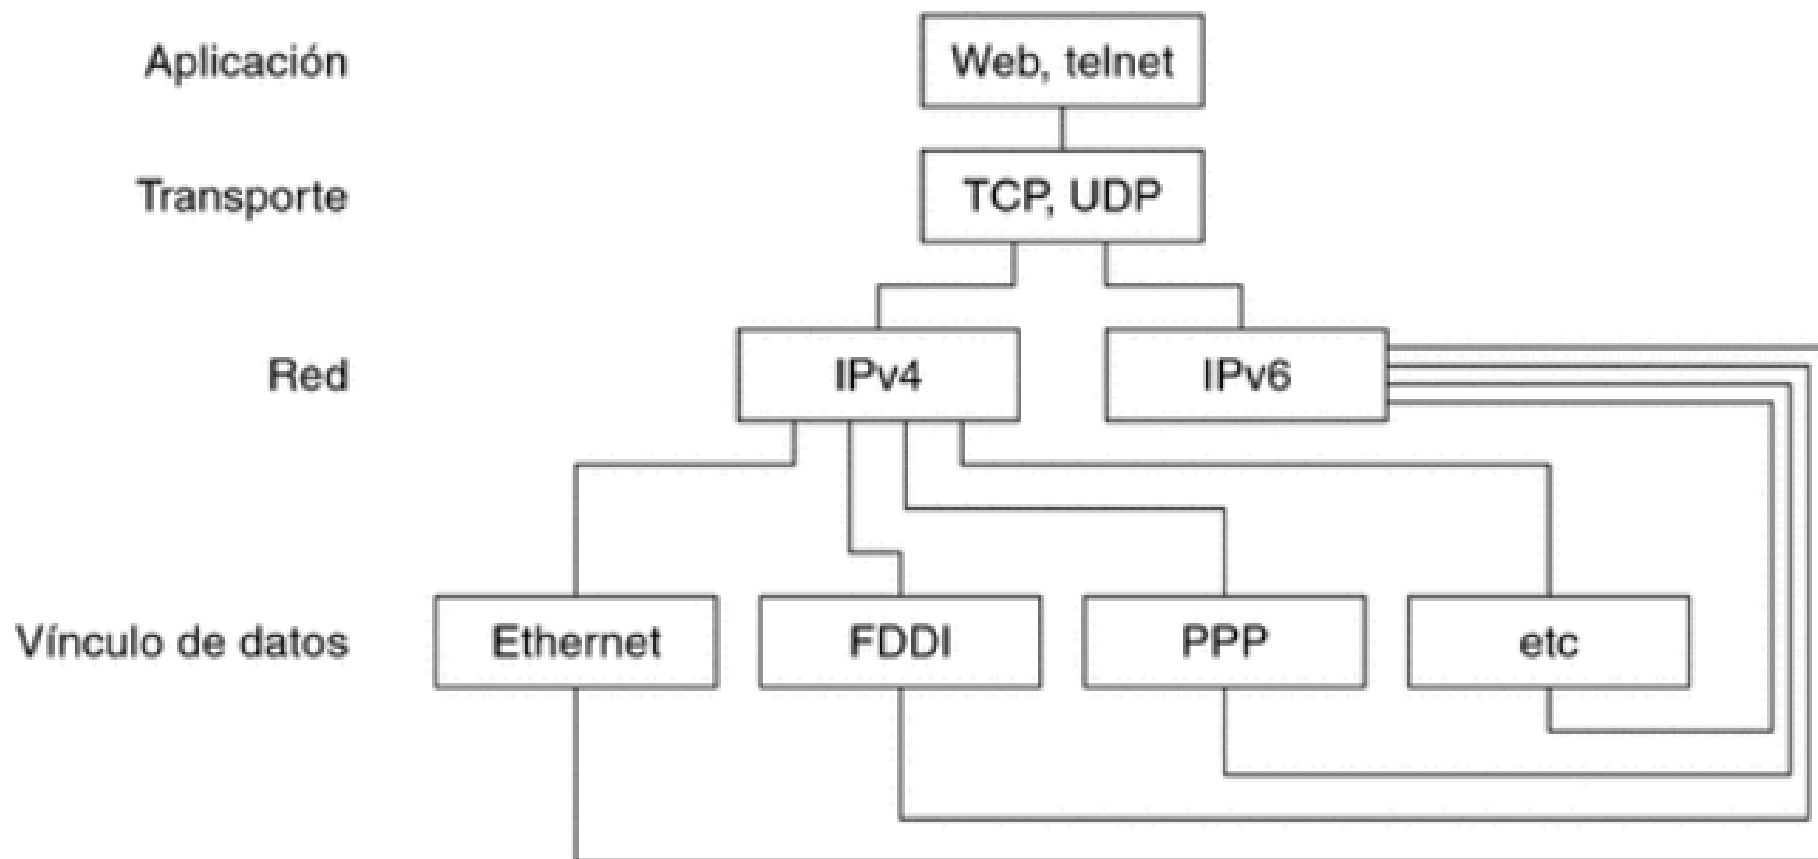 Aplicación
Web, telnet
Transporte
TCP, UDP
Red
IPv4
IPv6
Vínculo de datos
Ethernet
FDDI
PPP
etc